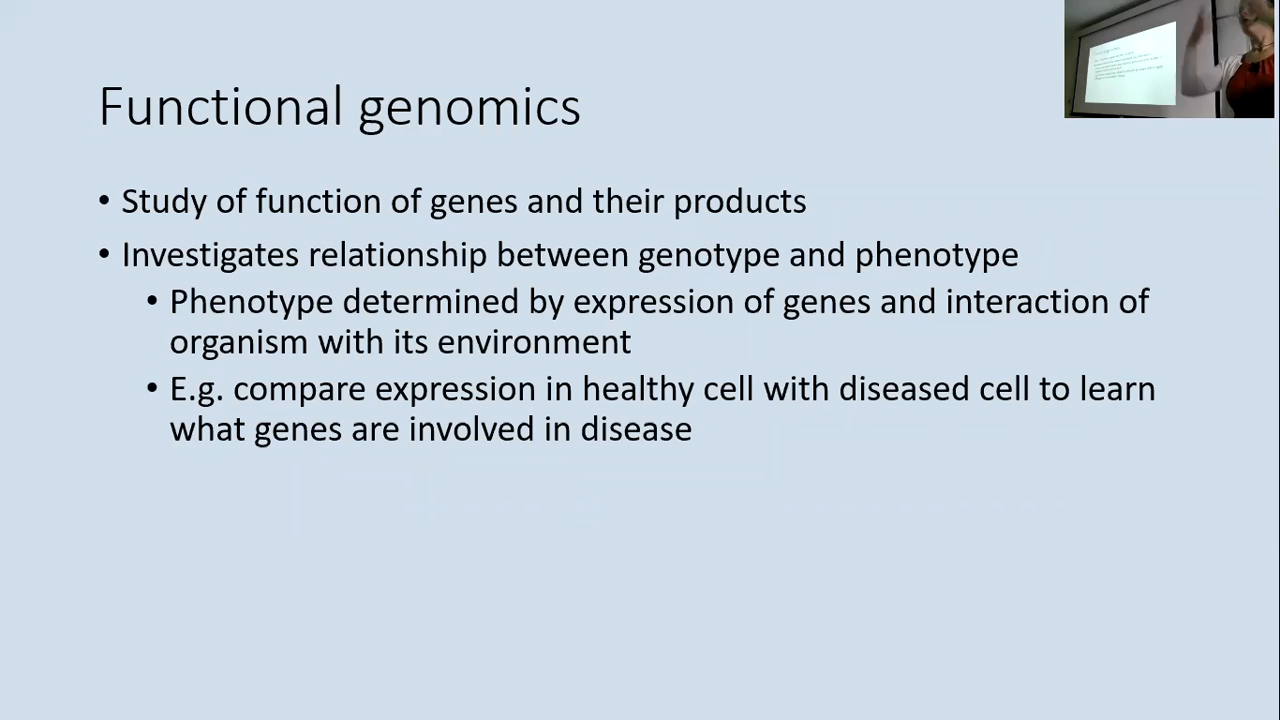 Functional genomics
• Study of function of genes and their products
• Investigates relationship between genotype and phenotype
• Phenotype determined by expression of genes and interaction of
organism with its environment
• E.g. compare expression in healthy cell with diseased cell to learn
what genes are involved in disease